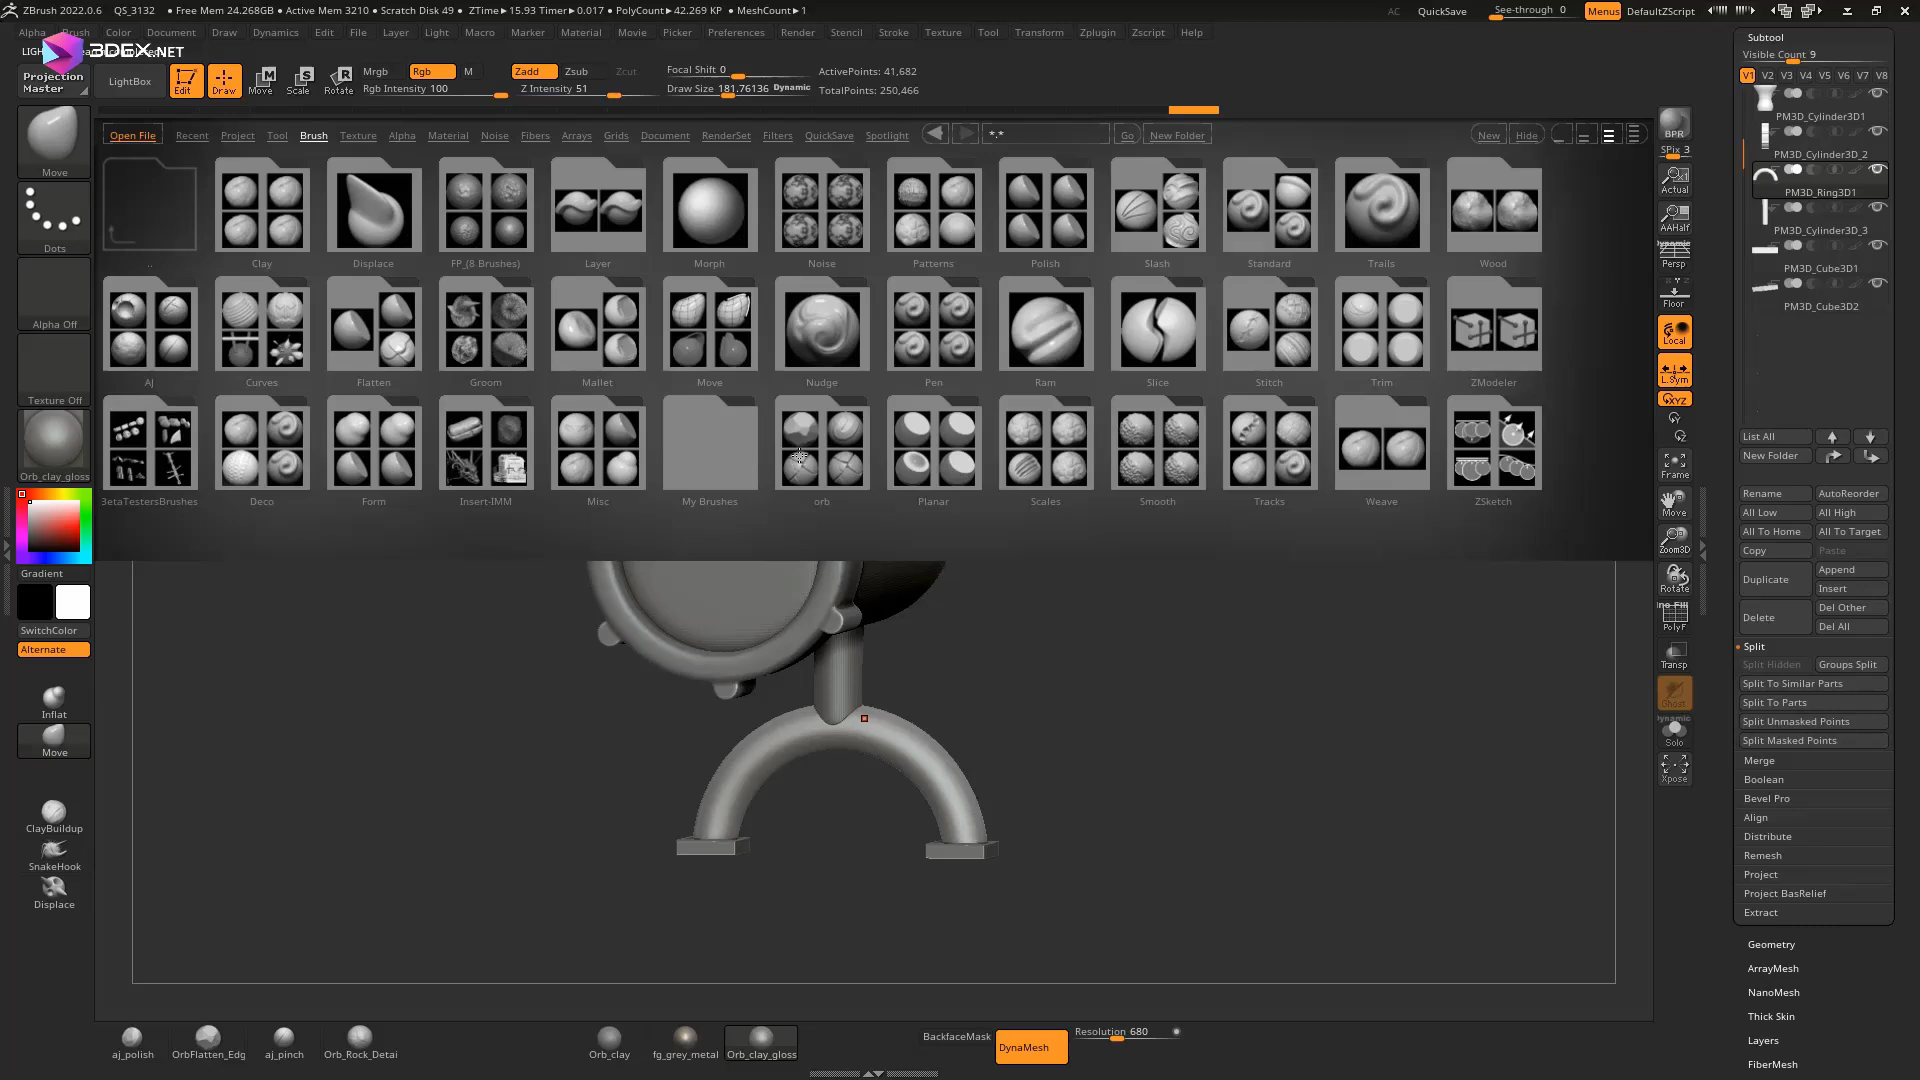 ZBrush 2022.0.6 QS_3132 • Free Mem 24.268GB • Active Mem 3210 • Scratch Disk 49 • ZTime►15.93 Timer►0.017 • PolyCount►42.269 KP • MeshCount►1
AC QuickSave See-through 0 Menus DefaultZScript
Alpha Brush Color Document Draw Dynamics Edit File Layer Light Macro Marker Material Movie Picker Preferences Render Stencil Stroke Texture Tool Transform Zplugin Zscript Help
3DEX.NET
Projection Master
LightBox
Edit Draw Move Scale Rotate
Mrgb Rgb M
Rgb Intensity 100
Zadd Zsub Zcut
Z Intensity 51
Focal Shift 0
Draw Size 181.76136 Dynamic
ActivePoints: 41,682
TotalPoints: 250,466
Open File Recent Project Tool Brush Texture Alpha Material Noise Fibers Arrays Grids Document RenderSet Filters QuickSave Spotlight *.* Go New Folder New Hide
.. Clay Displace FP_(8 Brushes) Layer Morph Noise Patterns Polish Slash Standard Trails Wood
AJ Curves Flatten Groom Mallet Move Nudge Pen Ram Slice Stitch Trim ZModeler
3etaTestersBrushes Deco Form Insert-IMM Misc My Brushes orb Planar Scales Smooth Tracks Weave ZSketch
Move
Dots
Alpha Off
Texture Off
Orb_clay_gloss
Gradient
SwitchColor
Alternate
Inflat
Move
ClayBuildup
SnakeHook
Displace
BPR
SPix 3
Actual
AAHalf
Dynamic
Persp
Floor
Local
L.Sym
XYZ
Frame
Move
Zoom3D
Rotate
PolyF
Transp
Ghost
Dynamic
Solo
Xpose
Subtool
Visible Count 9
V1 V2 V3 V4 V5 V6 V7 V8
PM3D_Cylinder3D1
PM3D_Cylinder3D_2
PM3D_Ring3D1
PM3D_Cylinder3D_3
PM3D_Cube3D1
PM3D_Cube3D2
List All
New Folder
Rename AutoReorder
All Low All High
All To Home All To Target
Copy Paste
Duplicate Append
Insert
Delete Del Other
Del All
Split
Split Hidden Groups Split
Split To Similar Parts
Split To Parts
Split Unmasked Points
Split Masked Points
Merge
Boolean
Bevel Pro
Align
Distribute
Remesh
Project
Project BasRelief
Extract
Geometry
ArrayMesh
NanoMesh
Thick Skin
Layers
FiberMesh
aj_polish OrbFlatten_Edg aj_pinch Orb_Rock_Detai Orb_clay fg_grey_metal Orb_clay_gloss
BackfaceMask DynaMesh Resolution 680